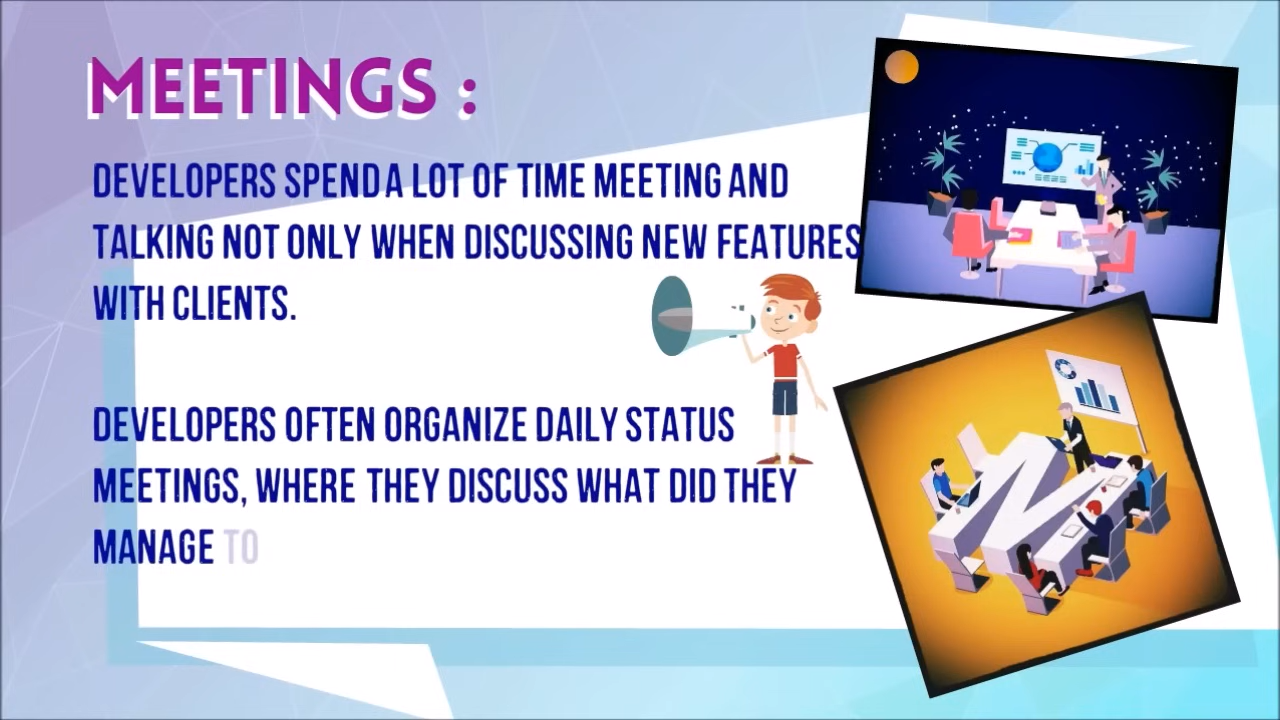 MEETINGS :
DEVELOPERS SPEND A LOT OF TIME MEETING AND
TALKING NOT ONLY WHEN DISCUSSING NEW FEATURES
WITH CLIENTS.
DEVELOPERS OFTEN ORGANIZE DAILY STATUS
MEETINGS, WHERE THEY DISCUSS WHAT DID THEY
MANAGE TO